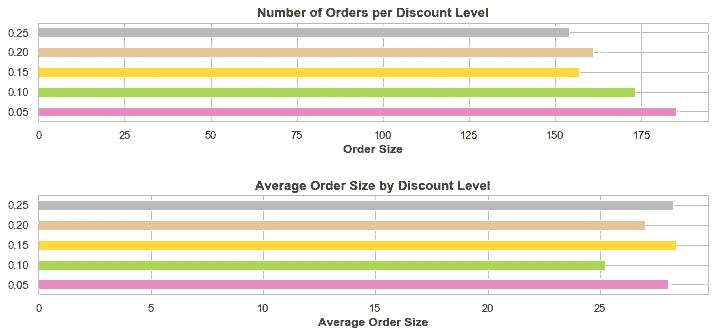 Number of Orders per Discount Level
0.25
0.20
0.15
0.10
0.05
0 25 50 75 100 125 150 175
Order Size
Average Order Size by Discount Level
0.25
0.20
0.15
0.10
0.05
0 5 10 15 20 25
Average Order Size